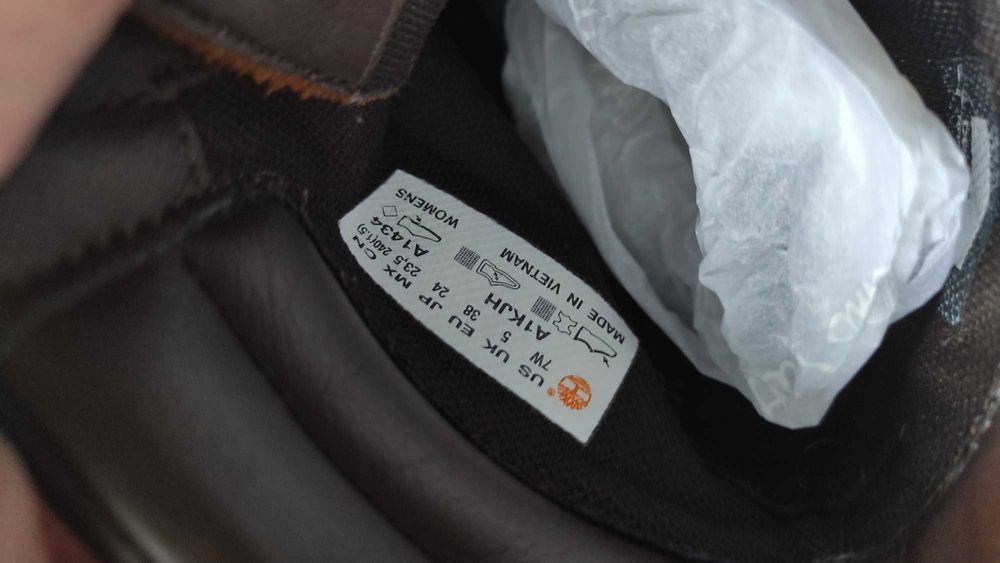 US UK EU JP MX CN
7W 5 38 24 23,5 240(1.5)
A1KJH A1434
MADE IN VIETNAM WOMENS